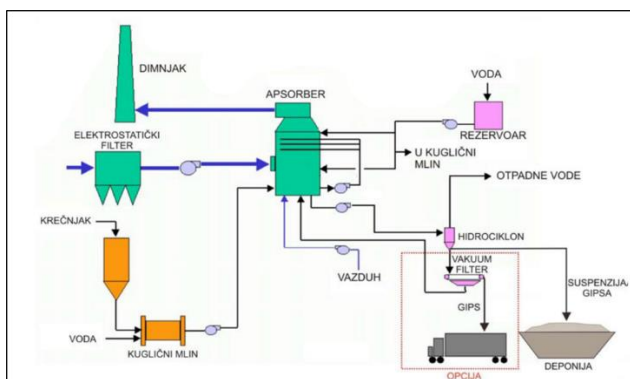 DIMNJAK
APSORBER
VODA
REZERVOAR
ELEKTROSTATIČKI
FILTER
U KUGLIČNI
MLIN
OTPADNE VODE
KREČNJAK
HIDROCIKLON
VAZDUH
VAKUUM
FILTER
SUSPENZIJA
GIPSA
GIPS
VODA
KUGLIČNI MLIN
DEPONIJA
OPCIJA